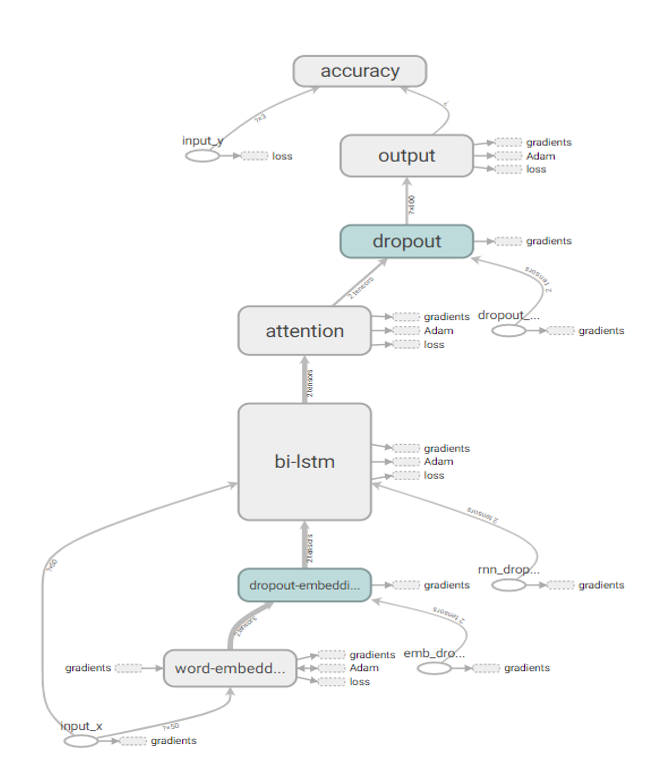 accuracy
?×3
input_y
loss
output
gradients
Adam
loss
?×100
dropout
gradients
2 tensors
2 tensors
dropout_...
gradients
attention
gradients
Adam
loss
2 tensors
bi-lstm
gradients
Adam
loss
2 tensors
?×50
2 tensors
rnn_drop...
gradients
dropout-embeddi...
gradients
2 tensors
2 tensors
emb_dro...
gradients
gradients
word-embedd...
gradients
Adam
loss
input_x
?×50
gradients